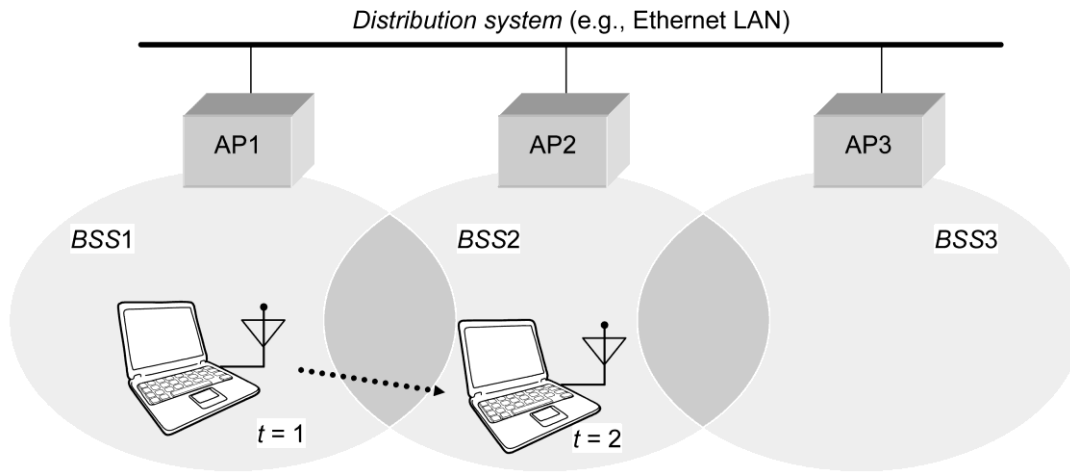 Distribution system (e.g., Ethernet LAN)
AP1
AP2
AP3
BSS1
BSS2
BSS3
t = 1
t = 2